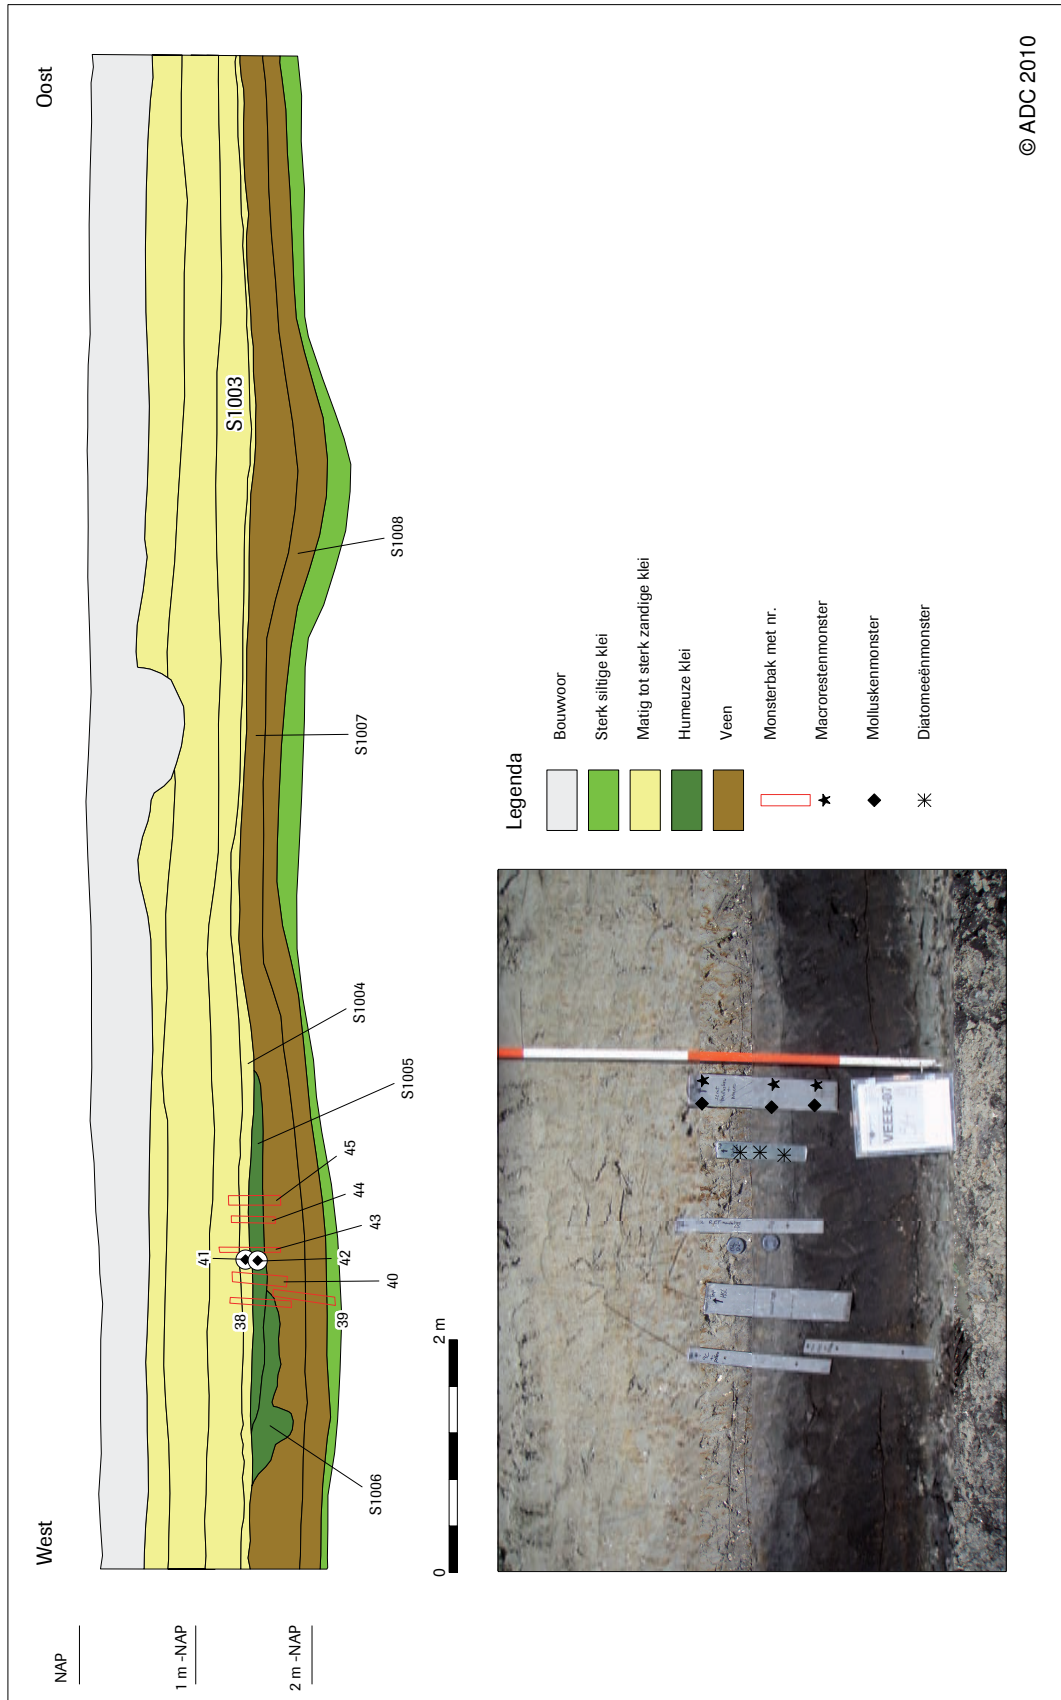 West
Oost
NAP
1 m -NAP
2 m -NAP
S1003
41
38
39
40
42
43
44
45
S1006
S1005
S1004
S1007
S1008
0
2 m
Legenda
Bouwvoor
Sterk siltige klei
Matig tot sterk zandige klei
Humeuze klei
Veen
Monsterbak met nr.
Macrorestenmonster
Molluskenmonster
Diatomeeënmonster
VEEE-07
© ADC 2010